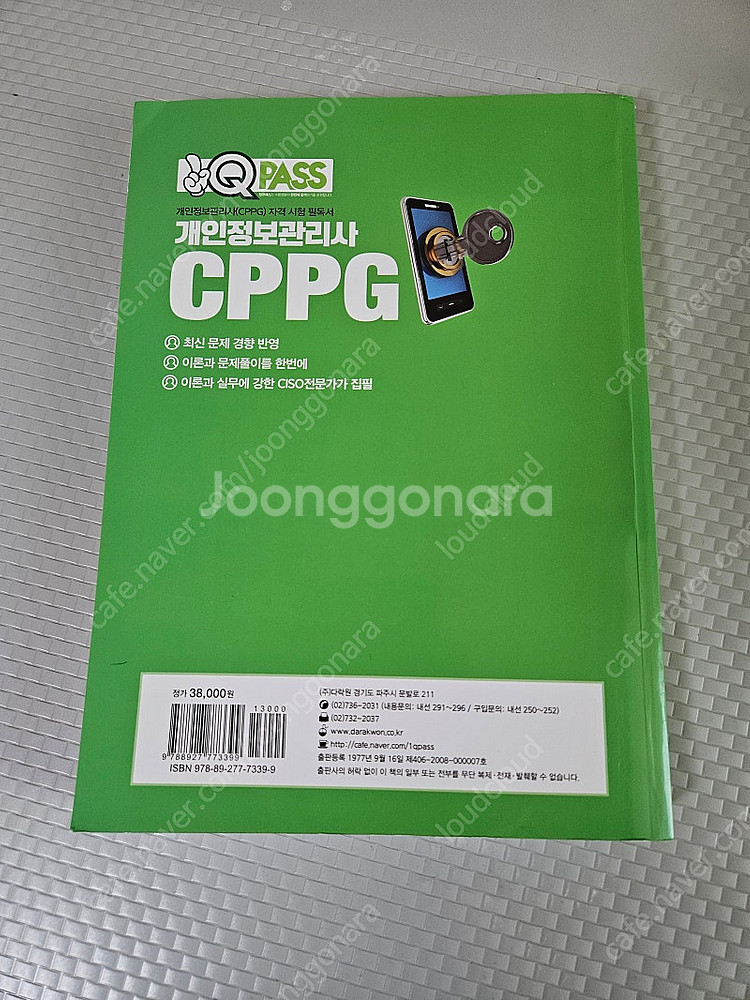 1QPASS
개인정보관리사(CPPG) 자격 시험 필독서
개인정보관리사
CPPG
최신 문제 경향 반영
이론과 문제풀이를 한번에
이론과 실무에 강한 CISO전문가가 집필
Joonggonara
정가 38,000원
13000
9 788927 773399
ISBN 978-89-277-7339-9
(주)다락원 경기도 파주시 문발로 211
(02)736-2031 (내용문의: 내선 291~296 / 구입문의: 내선 250~252)
(02)732-2037
www.darakwon.co.kr
http://cafe.naver.com/1qpass
출판등록 1977년 9월 16일 제406-2008-000007호
출판사의 허락 없이 이 책의 일부 또는 전부를 무단 복제·전재·발췌할 수 없습니다.
cafe.naver.com/joonggonara
loudcloud